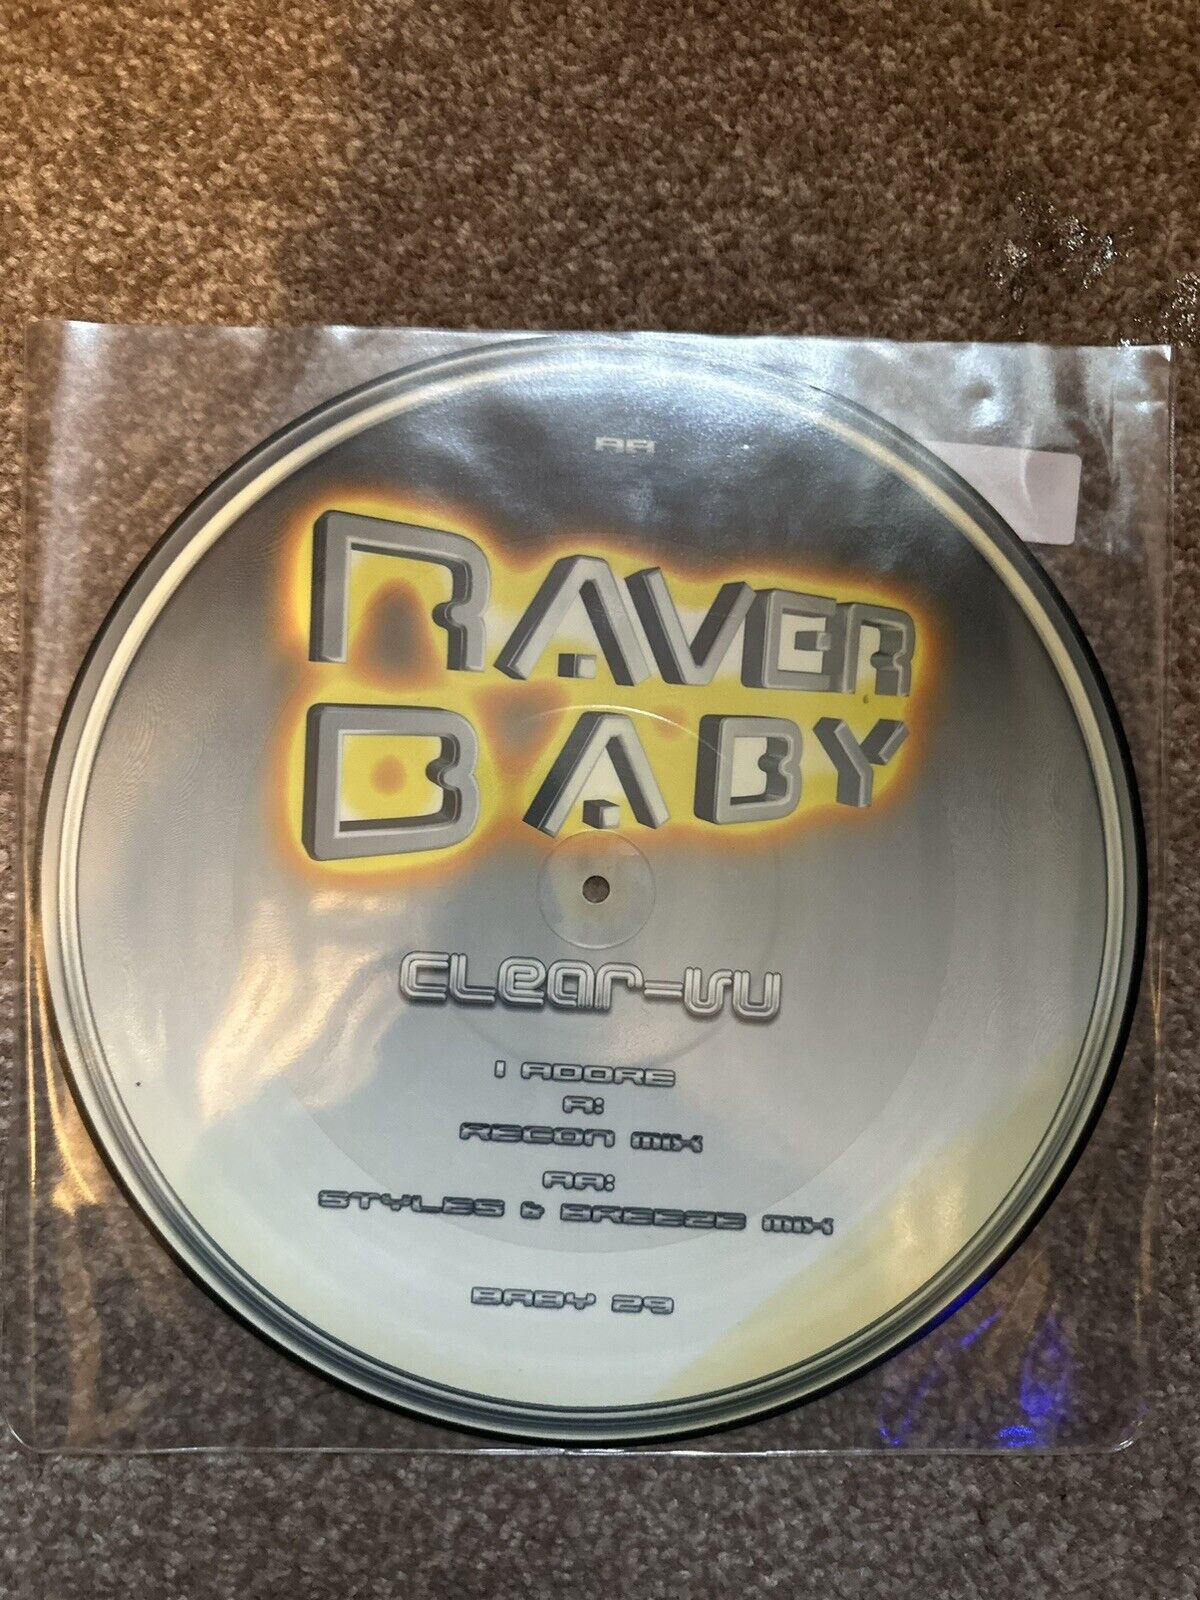 AA
RAVER
BABY
CLEAR-VU
I ADORE
A:
RECON MIX
AA:
STYLES & BREEZE MIX
BABY 29